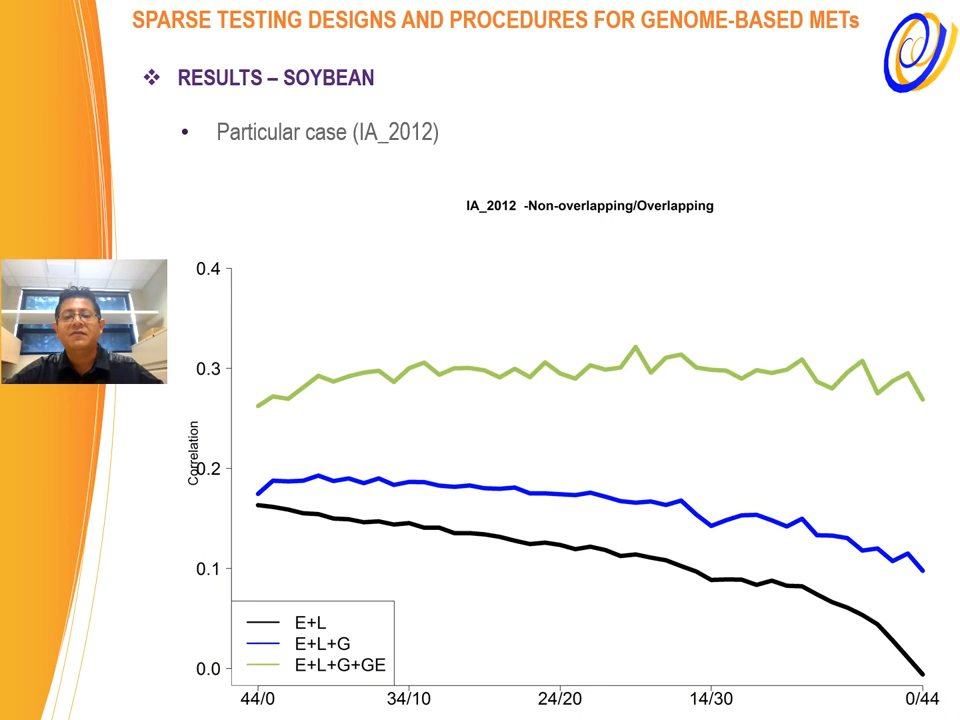 SPARSE TESTING DESIGNS AND PROCEDURES FOR GENOME-BASED METs
❖ RESULTS – SOYBEAN
• Particular case (IA_2012)
IA_2012 -Non-overlapping/Overlapping
0.4
0.3
Correlation
0.2
0.1
0.0
E+L
E+L+G
E+L+G+GE
44/0 34/10 24/20 14/30 0/44